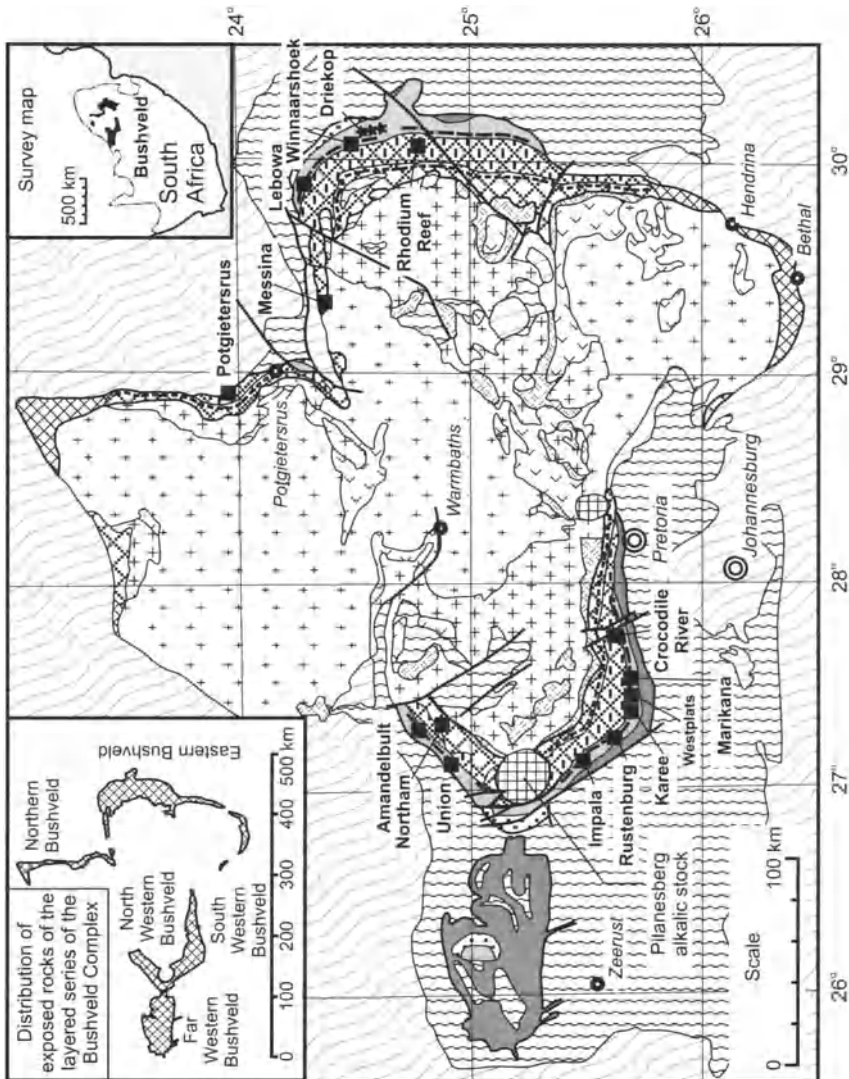 Distribution of
exposed rocks of the
layered series of the
Bushveld Complex
Northern
Bushveld
North
Western
Bushveld
Eastern Bushveld
Far
Western
Bushveld
South
Western
Bushveld
0 100 200 300 400 500 km
Survey map
500 km
Bushveld
South
Africa
24°
25°
26°
Potgietersrus
Messina
Lebowa
Winnaarshoek
Driekop
Rhodium
Reef
Potgietersrus
Warmbaths
Amandelbult
Northam
Union
Impala
Rustenburg
Karee
Westplats
Marikana
Crocodile
River
Pilanesberg
alkalic stock
Zeerust
Pretoria
Johannesburg
Hendrina
Bethal
Scale
0 100 km
26°
27°
28°
29°
30°